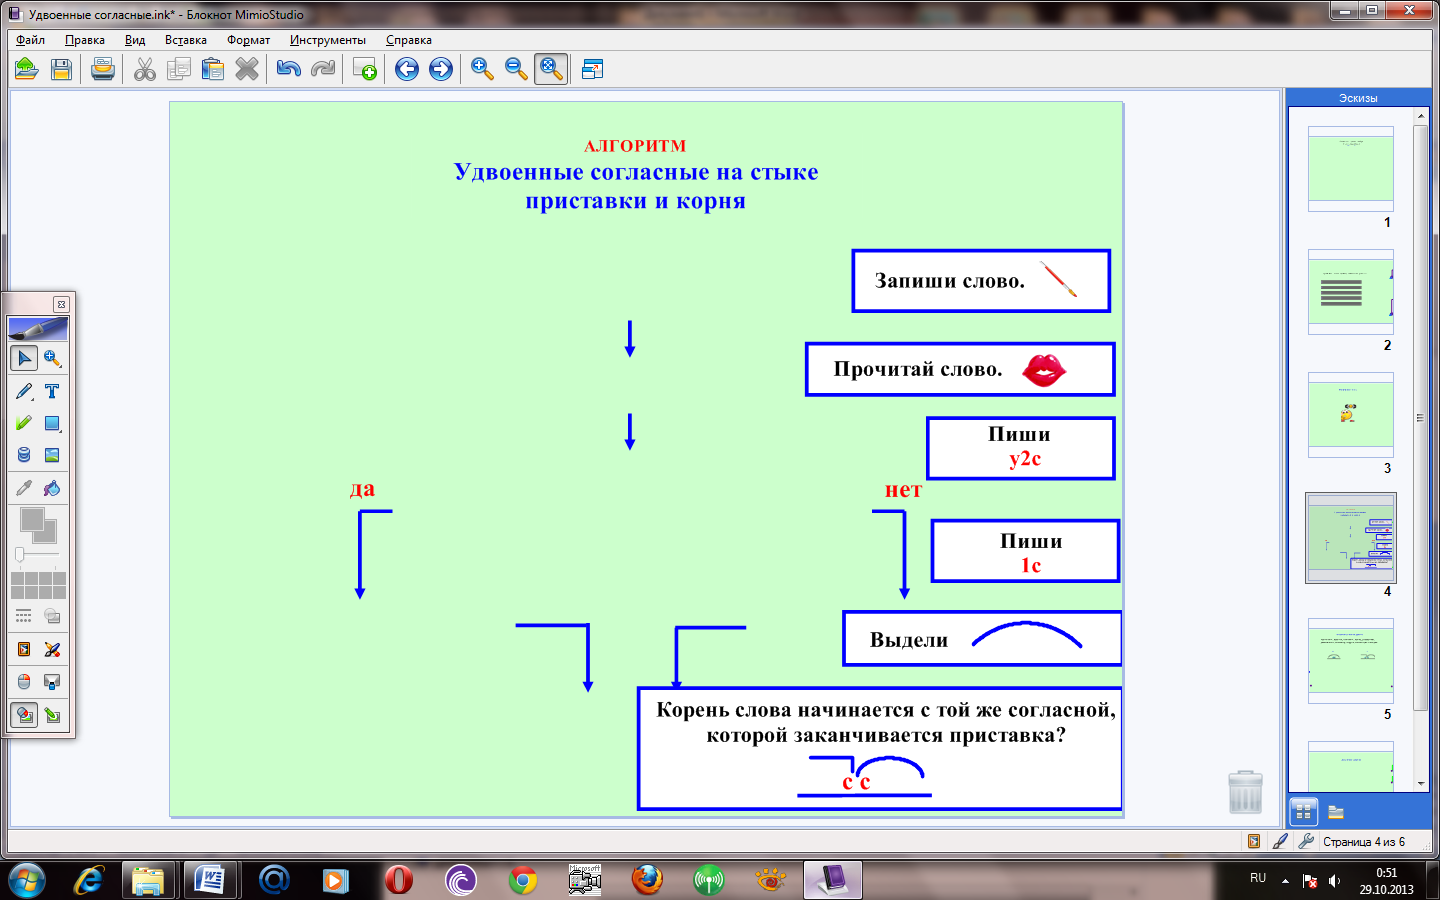 Удвоенные согласные.ink* - Блокнот MimioStudio
Файл Правка Вид Вставка Формат Инструменты Справка
Эскизы
АЛГОРИТМ
Удвоенные согласные на стыке
приставки и корня
Запиши слово.
Прочитай слово.
Пиши
у2с
да
нет
Пиши
1с
Выдели
Корень слова начинается с той же согласной,
которой заканчивается приставка?
с с
1
2
3
4
5
Страница 4 из 6
RU
0:51
29.10.2013